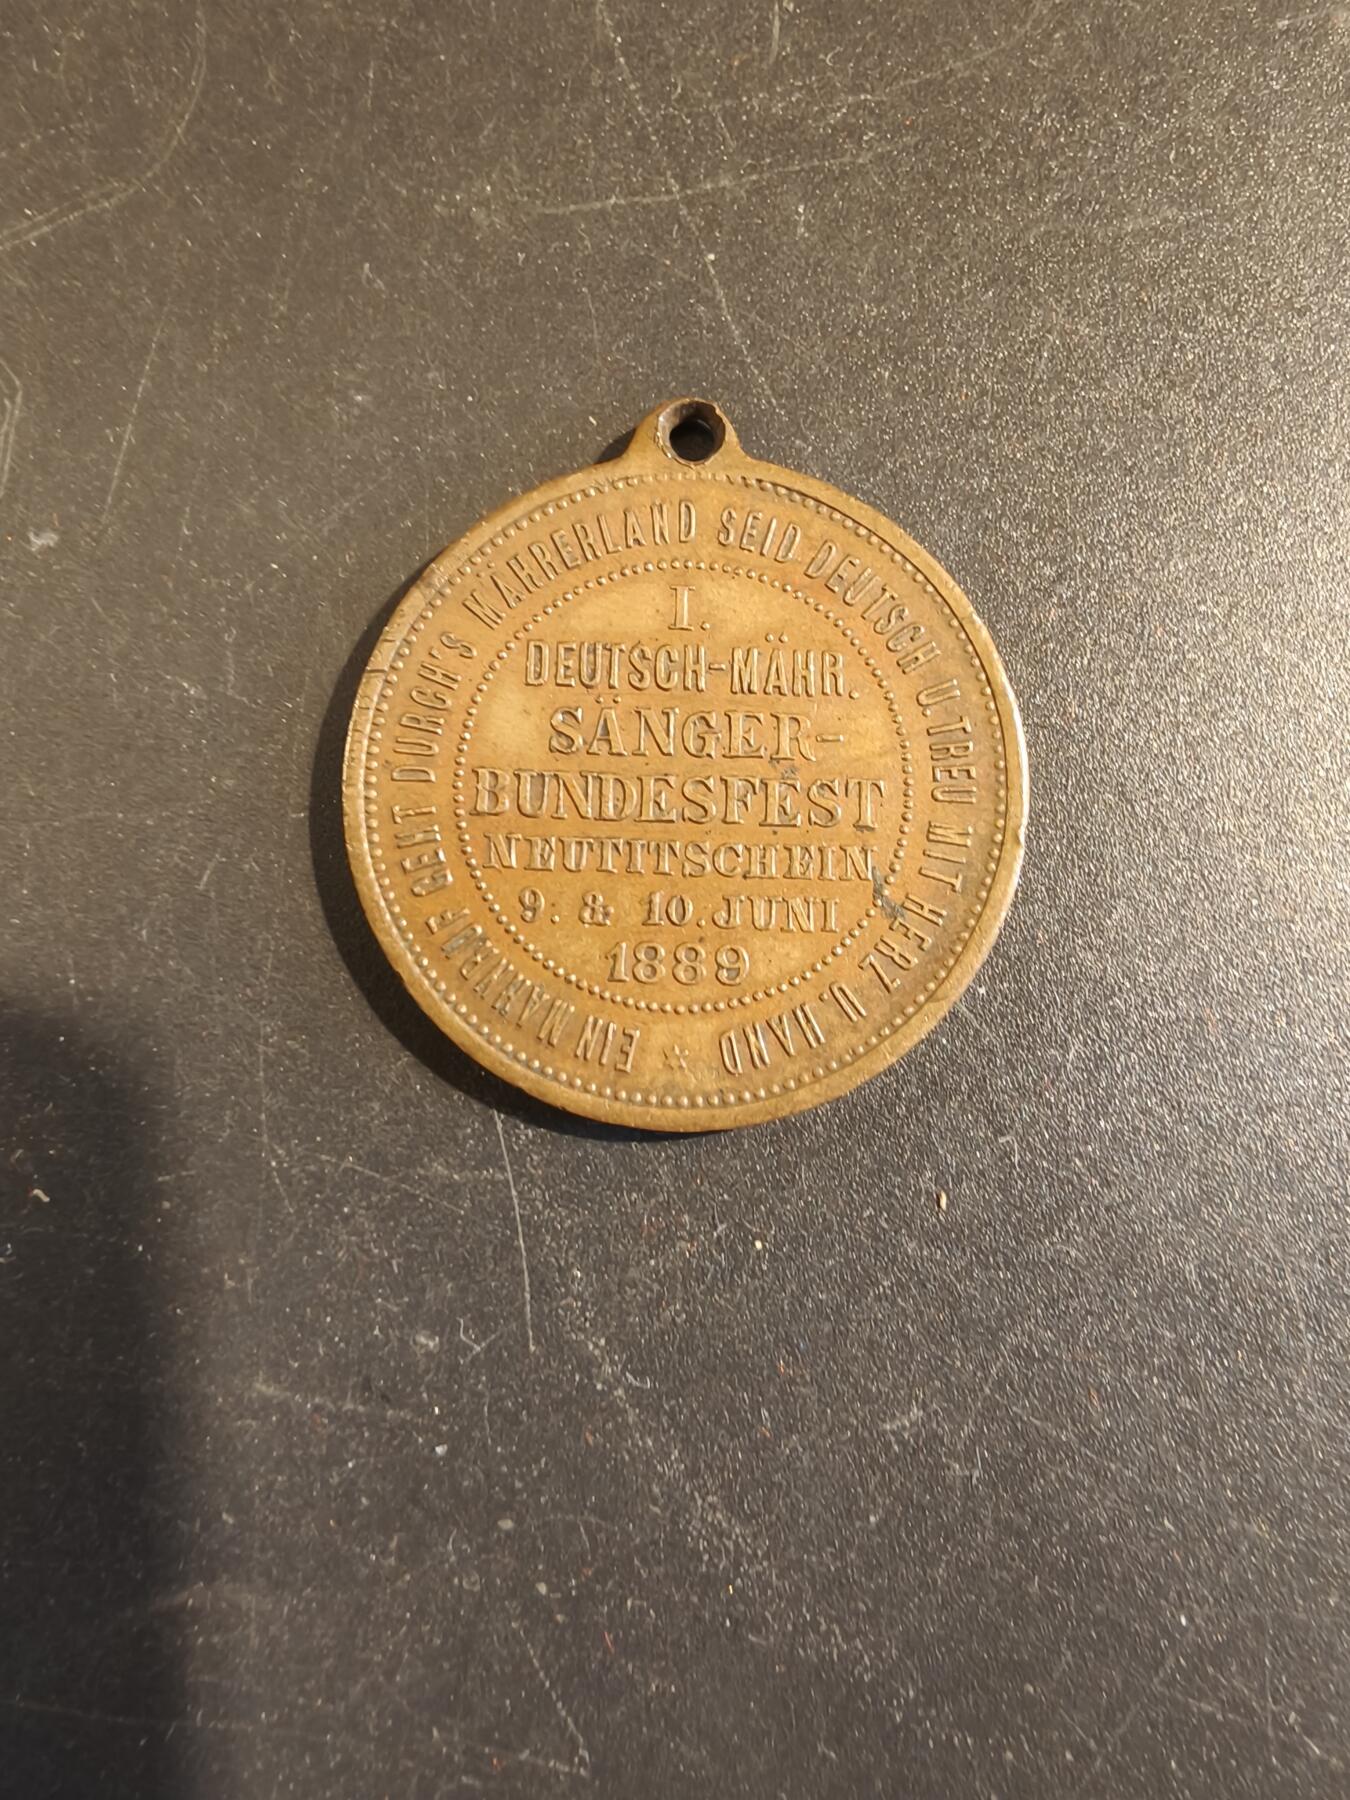 EIN MAHNRUF GEHT DURCH'S MÄHRERLAND SEID DEUTSCH U. TREU MIT HERZ U. HAND
I.
DEUTSCH-MÄHR.
SÄNGER-
BUNDESFEST
NEUTITSCHEIN
9. & 10. JUNI
1889